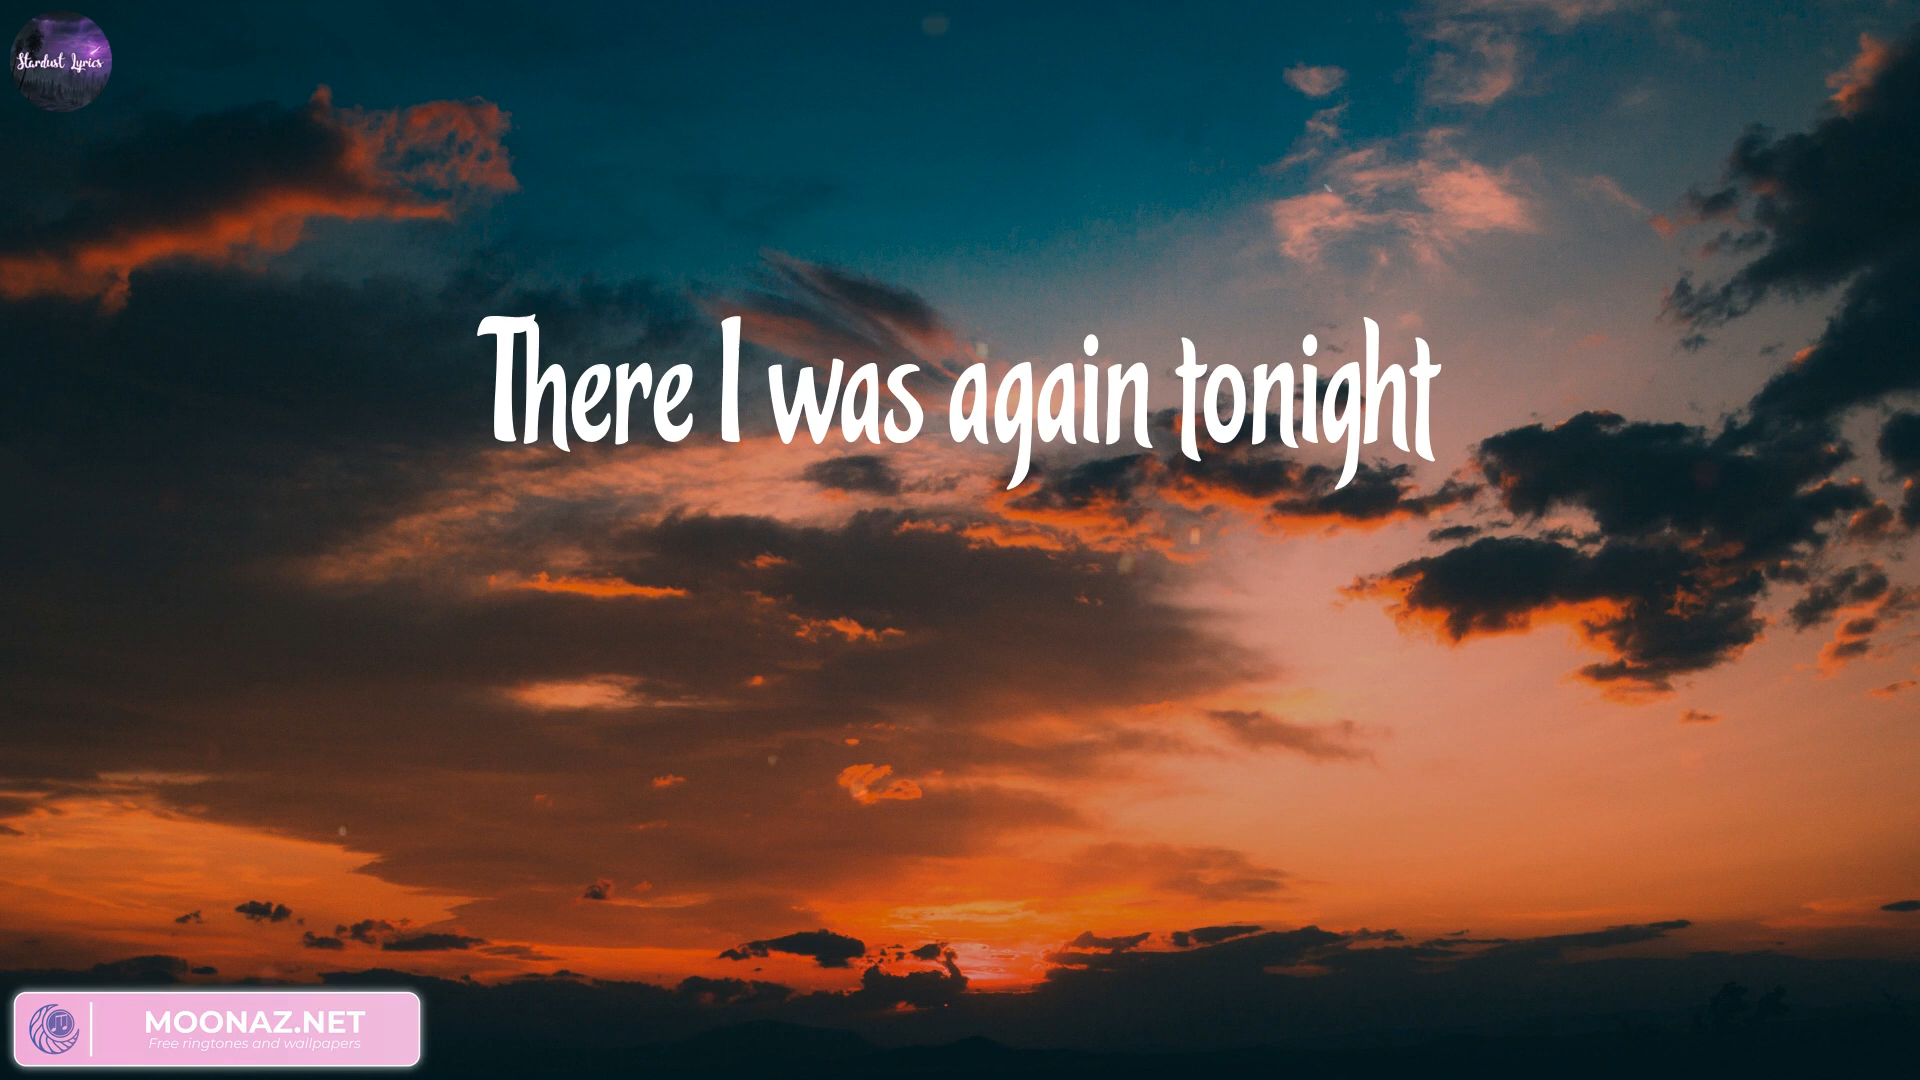 Stardust Lyrics
There I was again tonight
MOONAZ.NET
Free ringtones and wallpapers